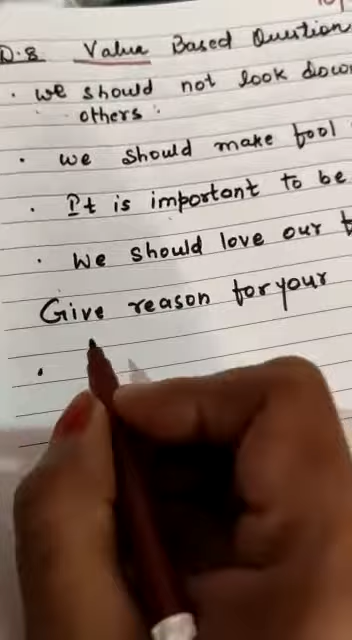 Q.8 Value Based Question
• we should not look down
others.
• we should make fool
• It is important to be
• We should love our
Give reason for your
•